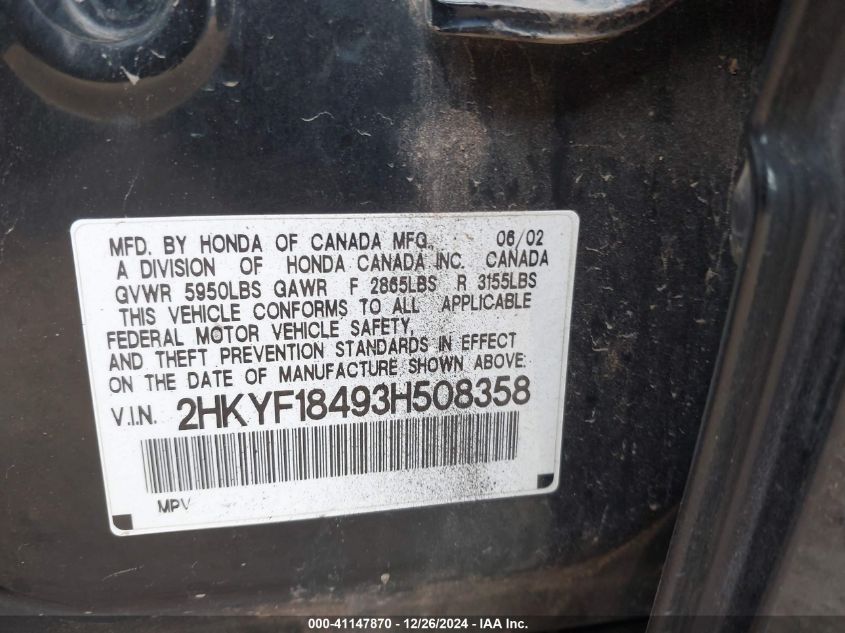 MFD. BY HONDA OF CANADA MFG. 06/02
A DIVISION OF HONDA CANADA INC. CANADA
GVWR 5950LBS GAWR F 2865LBS R 3155LBS
THIS VEHICLE CONFORMS TO ALL APPLICABLE
FEDERAL MOTOR VEHICLE SAFETY,
AND THEFT PREVENTION STANDARDS IN EFFECT
ON THE DATE OF MANUFACTURE SHOWN ABOVE.
V.I.N. 2HKYF18493H508358
MPV
000-41147870 - 12/26/2024 - IAA Inc.